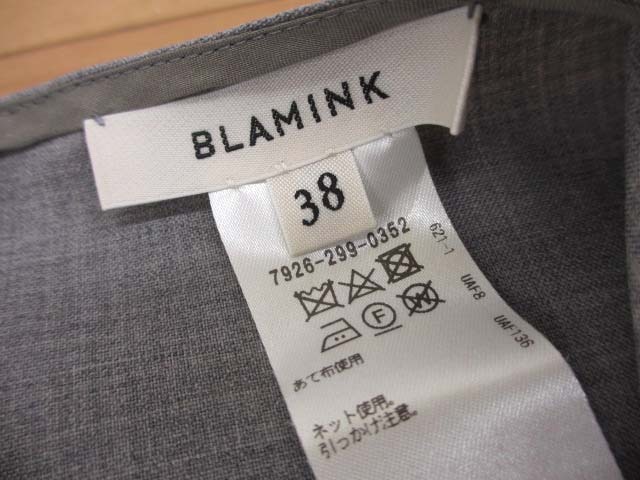 BLAMINK
38
7926-299-0362
621-1
UAF8
UAF136
あて布使用
ネット使用。
引っかけ注意。